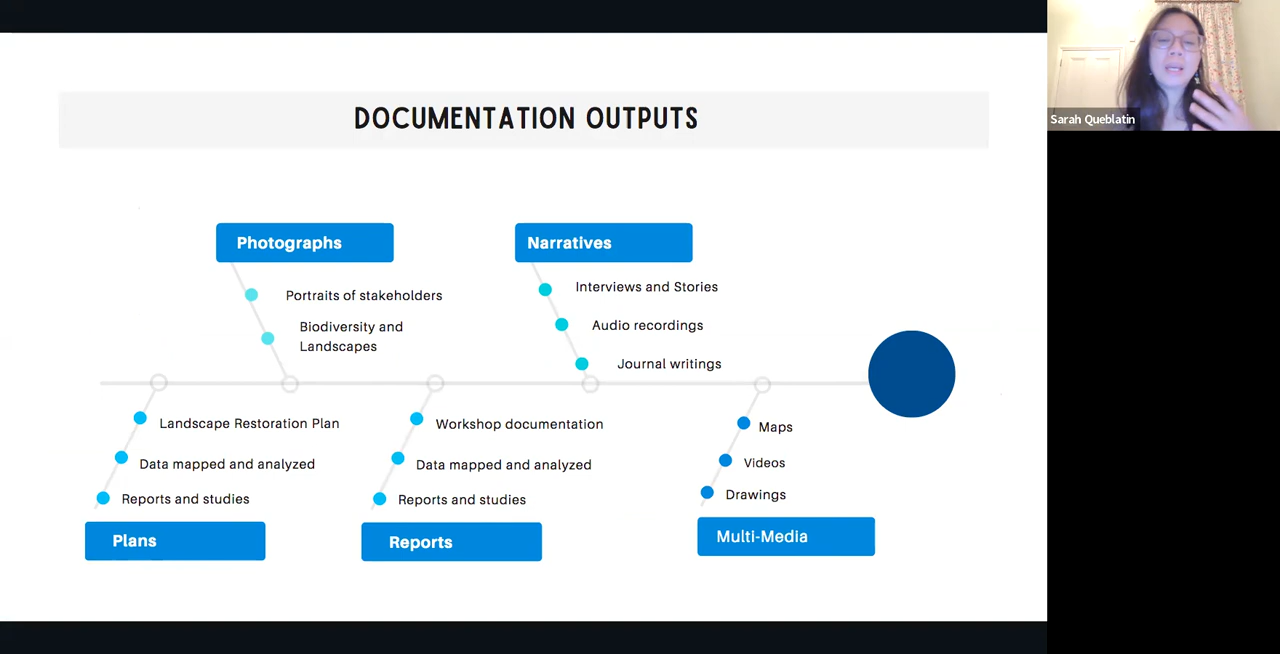 DOCUMENTATION OUTPUTS
Sarah Queblatin
Photographs
Portraits of stakeholders
Biodiversity and
Landscapes
Narratives
Interviews and Stories
Audio recordings
Journal writings
Landscape Restoration Plan
Data mapped and analyzed
Reports and studies
Plans
Workshop documentation
Data mapped and analyzed
Reports and studies
Reports
Maps
Videos
Drawings
Multi-Media